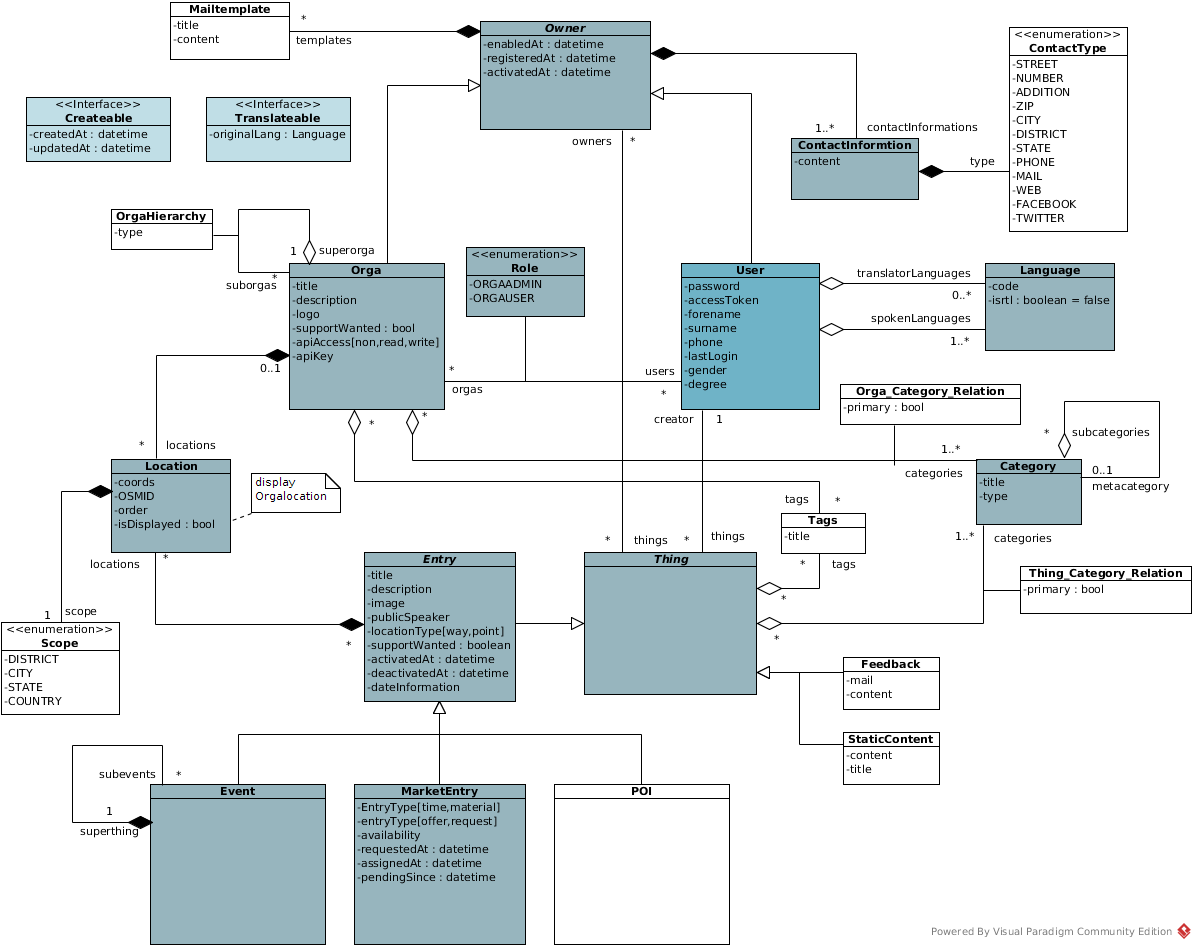 Mailtemplate
-title
-content
*
templates
Owner
-enabledAt : datetime
-registeredAt : datetime
-activatedAt : datetime
<<enumeration>>
ContactType
-STREET
-NUMBER
-ADDITION
-ZIP
-CITY
-DISTRICT
-STATE
-PHONE
-MAIL
-WEB
-FACEBOOK
-TWITTER
<<Interface>>
Createable
-createdAt : datetime
-updatedAt : datetime
<<Interface>>
Translateable
-originalLang : Language
owners
*
1..*
contactInformations
ContactInformtion
-content
type
OrgaHierarchy
-type
1
superorga
*
suborgas
Orga
-title
-description
-logo
-supportWanted : bool
-apiAccess[non,read,write]
-apiKey
<<enumeration>>
Role
-ORGAADMIN
-ORGAUSER
User
-password
-accessToken
-forename
-surname
-phone
-lastLogin
-gender
-degree
translatorLanguages
0..*
spokenLanguages
1..*
Language
-code
-isrtl : boolean = false
0..1
*
orgas
users
*
creator
1
*
*
Orga_Category_Relation
-primary : bool
1..*
categories
*
subcategories
0..1
metacategory
Category
-title
-type
*
locations
Location
-coords
-OSMID
-order
-isDisplayed : bool
display
Orgalocation
tags
*
Tags
-title
*
tags
*
things
*
things
1..*
categories
locations
*
Entry
-title
-description
-image
-publicSpeaker
-locationType[way,point]
-supportWanted : boolean
-activatedAt : datetime
-deactivatedAt : datetime
-dateInformation
Thing
*
*
Thing_Category_Relation
-primary : bool
1
scope
*
<<enumeration>>
Scope
-DISTRICT
-CITY
-STATE
-COUNTRY
Feedback
-mail
-content
StaticContent
-content
-title
subevents
*
1
superthing
Event
MarketEntry
-EntryType[time,material]
-entryType[offer,request]
-availability
-requestedAt : datetime
-assignedAt : datetime
-pendingSince : datetime
POI
Powered By Visual Paradigm Community Edition